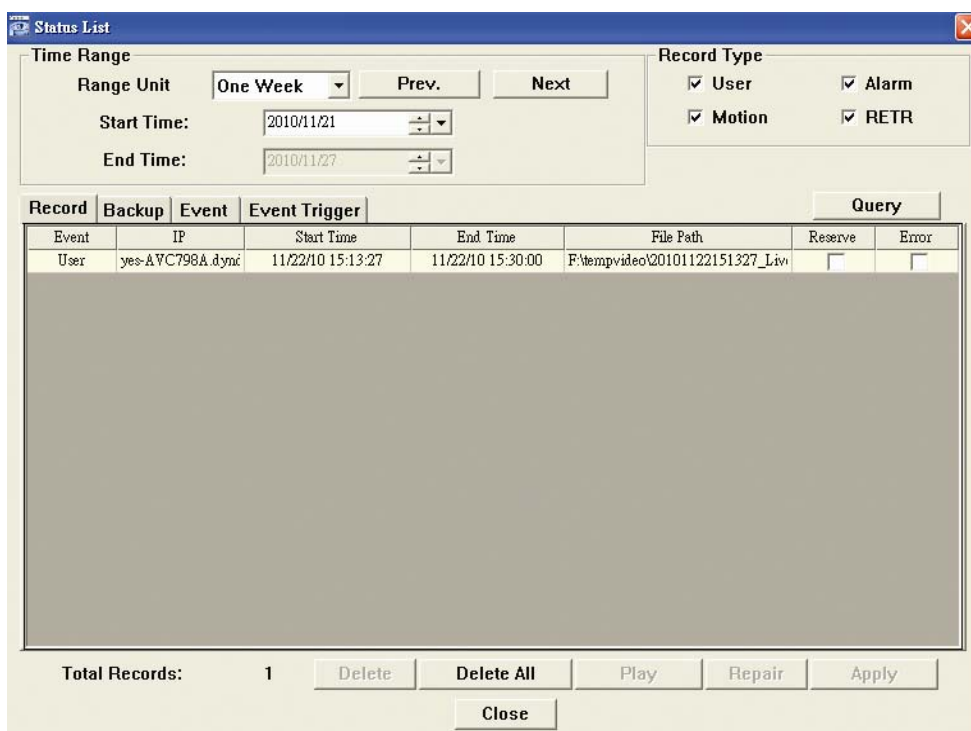 Status List
Time Range
Record Type
Range Unit One Week Prev. Next
User Alarm
Start Time: 2010/11/21
Motion RETR
End Time: 2010/11/27
Record Backup Event Event Trigger Query
Event IP Start Time End Time File Path Reserve Error
User yes-AVC798A.dyn 11/22/10 15:13:27 11/22/10 15:30:00 F:\tempvideo\20101122151327_Liv
Total Records: 1 Delete Delete All Play Repair Apply
Close